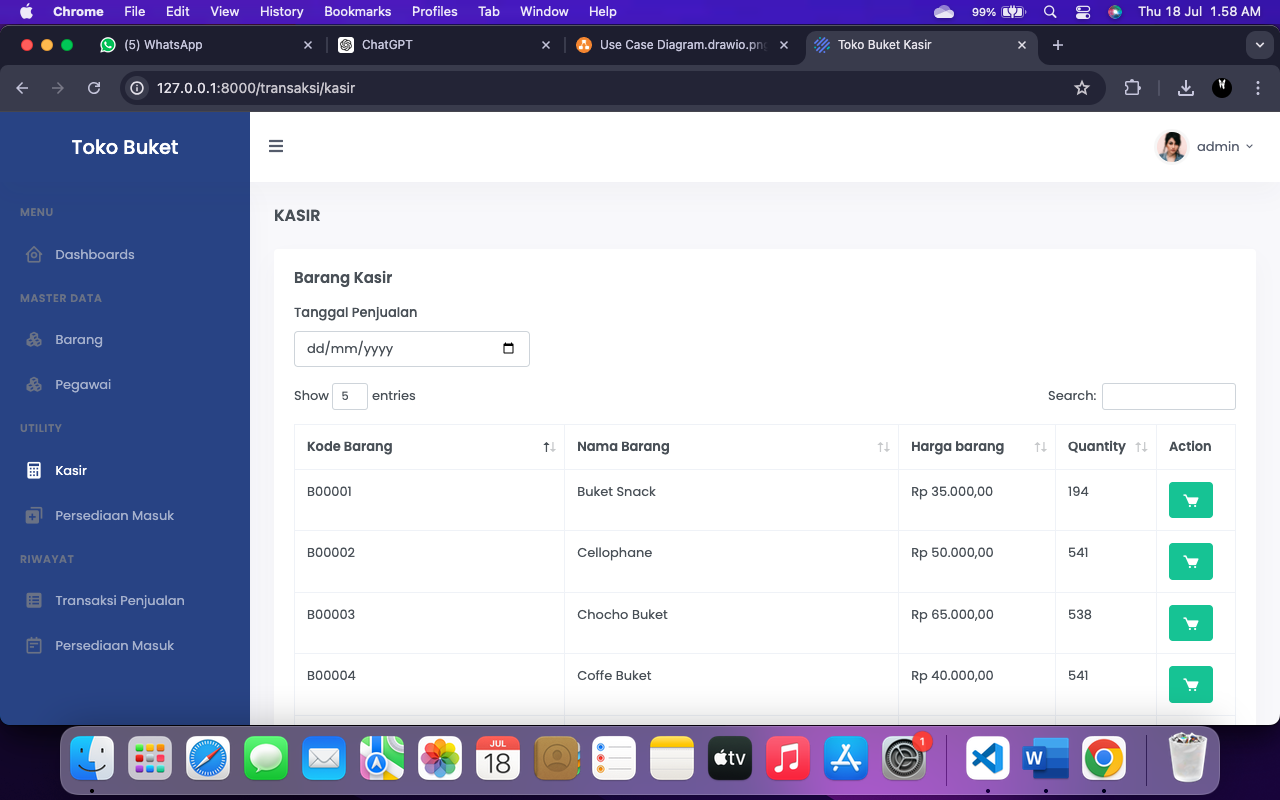 Chrome File Edit View History Bookmarks Profiles Tab Window Help 99% Thu 18 Jul 1.58 AM
(5) WhatsApp ChatGPT Use Case Diagram.drawio.png Toko Buket Kasir
127.0.0.1:8000/transaksi/kasir
Toko Buket
admin
MENU
Dashboards
MASTER DATA
Barang
Pegawai
UTILITY
Kasir
Persediaan Masuk
RIWAYAT
Transaksi Penjualan
Persediaan Masuk
KASIR
Barang Kasir
Tanggal Penjualan
dd/mm/yyyy
Show 5 entries Search:
Kode Barang Nama Barang Harga barang Quantity Action
B00001 Buket Snack Rp 35.000,00 194
B00002 Cellophane Rp 50.000,00 541
B00003 Chocho Buket Rp 65.000,00 538
B00004 Coffe Buket Rp 40.000,00 541
JUL
18
tv
1
W